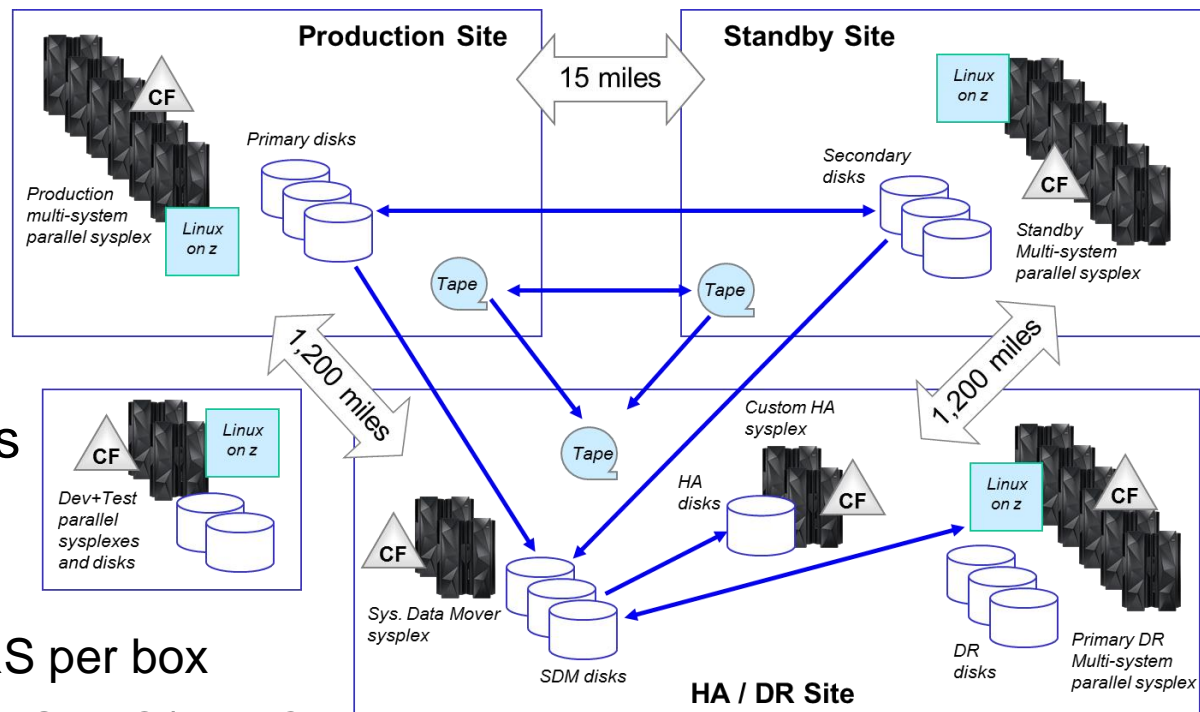 Production Site
Standby Site
15 miles
CF
Primary disks
Production
multi-system
parallel sysplex
Linux
on z
Linux
on z
Secondary
disks
CF
Standby
Multi-system
parallel sysplex
Tape
Tape
1,200 miles
1,200 miles
s
CF
Linux
on z
Dev+Test
parallel
sysplexes
and disks
Tape
Custom HA
sysplex
HA
disks
CF
CF
Sys. Data Mover
sysplex
SDM disks
Linux
on z
CF
DR
disks
Primary DR
Multi-system
parallel sysplex
HA / DR Site
S per box